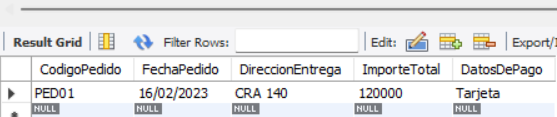 Result Grid Filter Rows: Edit: Export/I
CodigoPedido FechaPedido DireccionEntrega ImporteTotal DatosDePago
PED01 16/02/2023 CRA 140 120000 Tarjeta
NULL NULL NULL NULL NULL